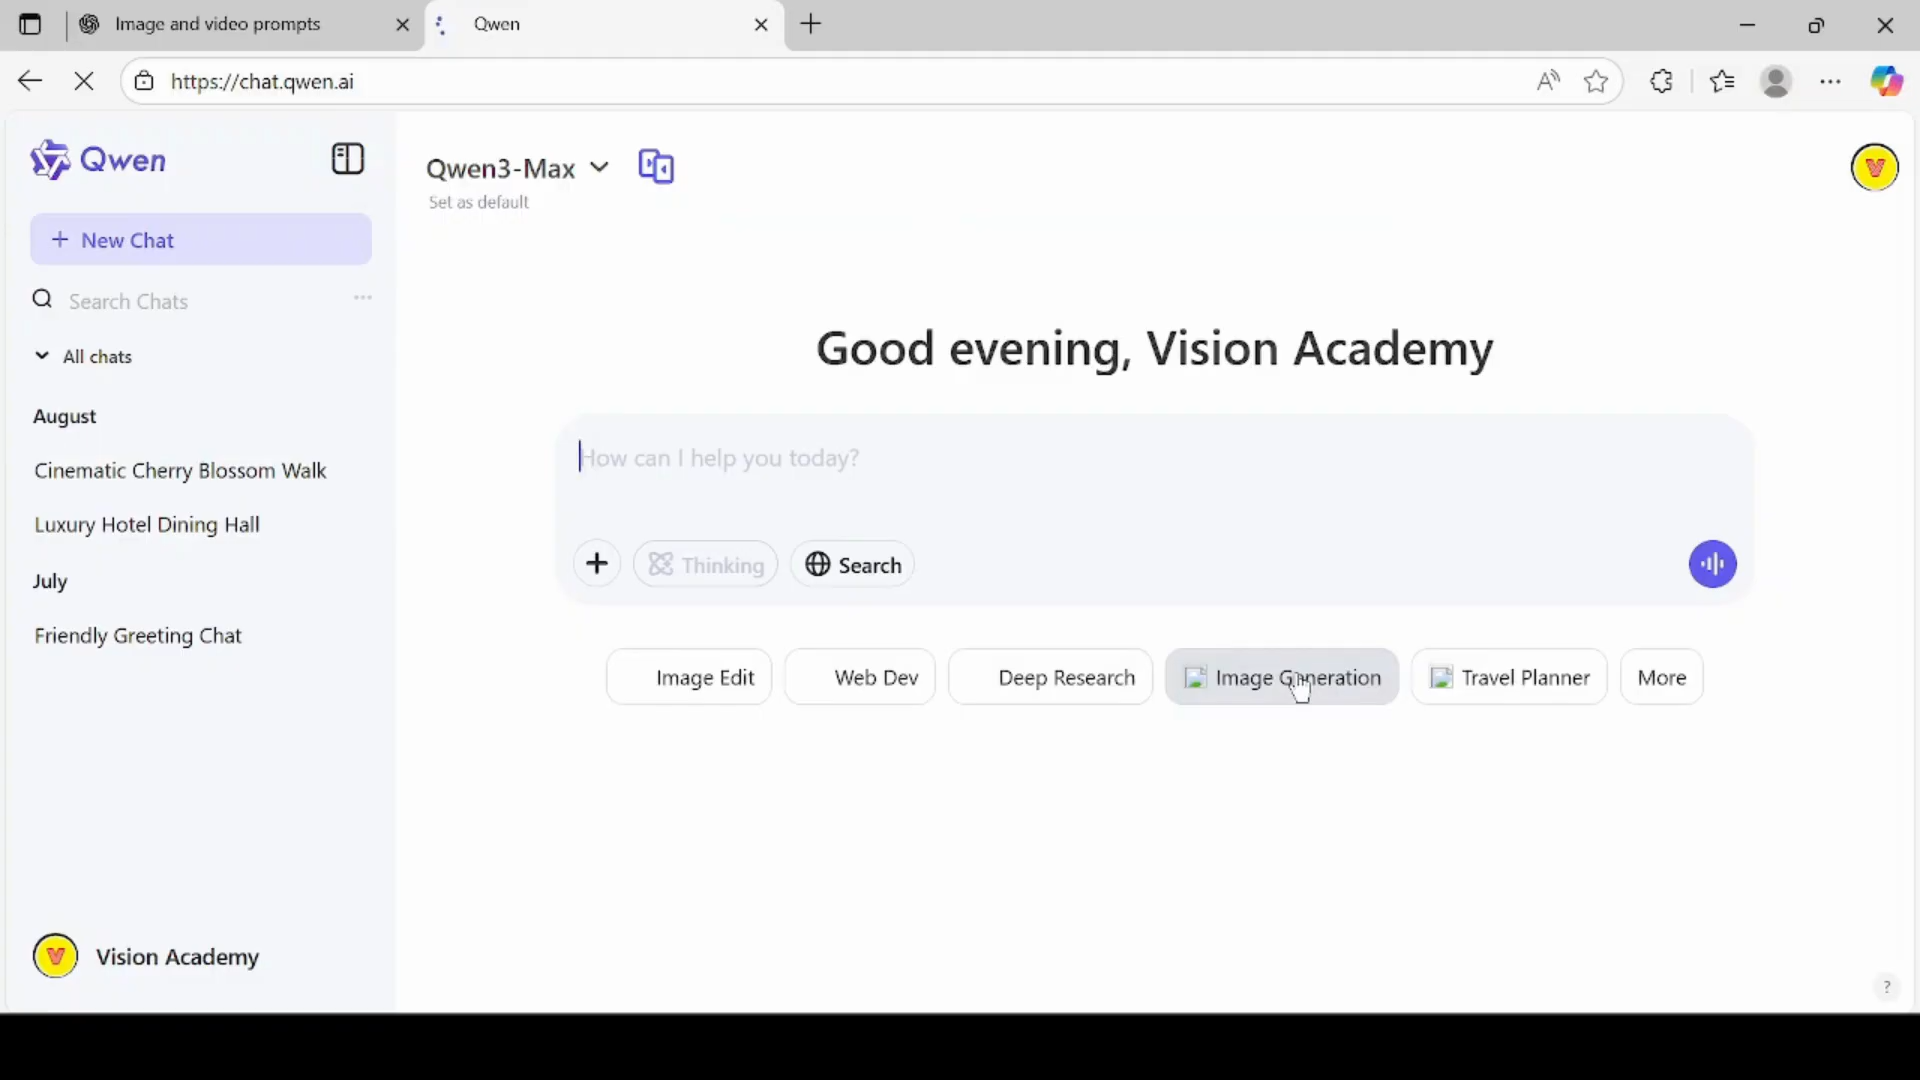 Image and video prompts
Qwen
https://chat.qwen.ai
Qwen
Qwen3-Max
Set as default
+ New Chat
Search Chats
All chats
August
Cinematic Cherry Blossom Walk
Luxury Hotel Dining Hall
July
Friendly Greeting Chat
Vision Academy
Good evening, Vision Academy
How can I help you today?
Thinking
Search
Image Edit
Web Dev
Deep Research
Image Generation
Travel Planner
More
?